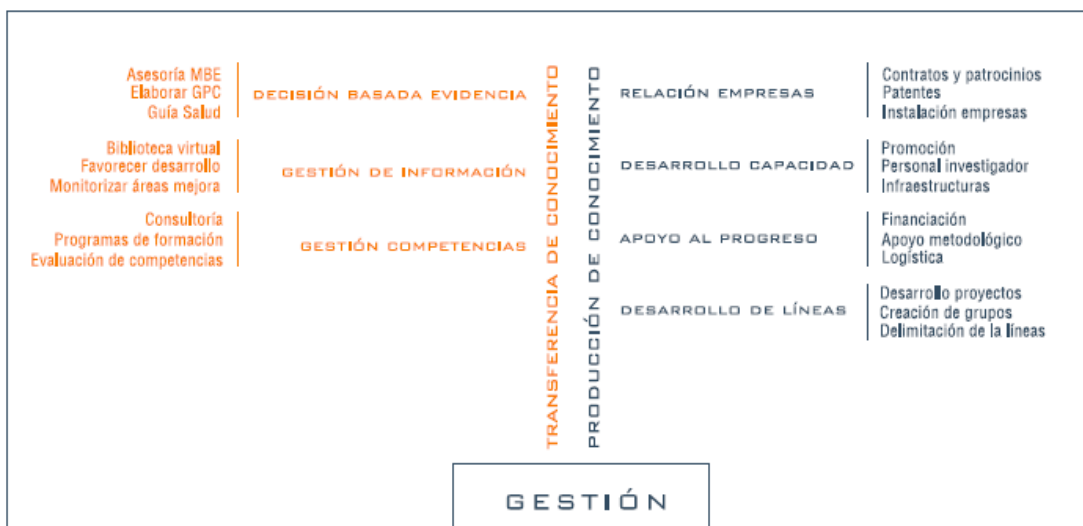 Asesoría MBE
Elaborar GPC
Guía Salud
DECISIÓN BASADA EVIDENCIA
Biblioteca virtual
Favorecer desarrollo
Monitorizar áreas mejora
GESTIÓN DE INFORMACIÓN
Consultoría
Programas de formación
Evaluación de competencias
GESTIÓN COMPETENCIAS
TRANSFERENCIA DE CONOCIMIENTO
PRODUCCIÓN DE CONOCIMIENTO
RELACIÓN EMPRESAS
Contratos y patrocinios
Patentes
Instalación empresas
DESARROLLO CAPACIDAD
Promoción
Personal investigador
Infraestructuras
APOYO AL PROGRESO
Financiación
Apoyo metodológico
Logística
DESARROLLO DE LÍNEAS
Desarrollo proyectos
Creación de grupos
Delimitación de la líneas
GESTIÓN